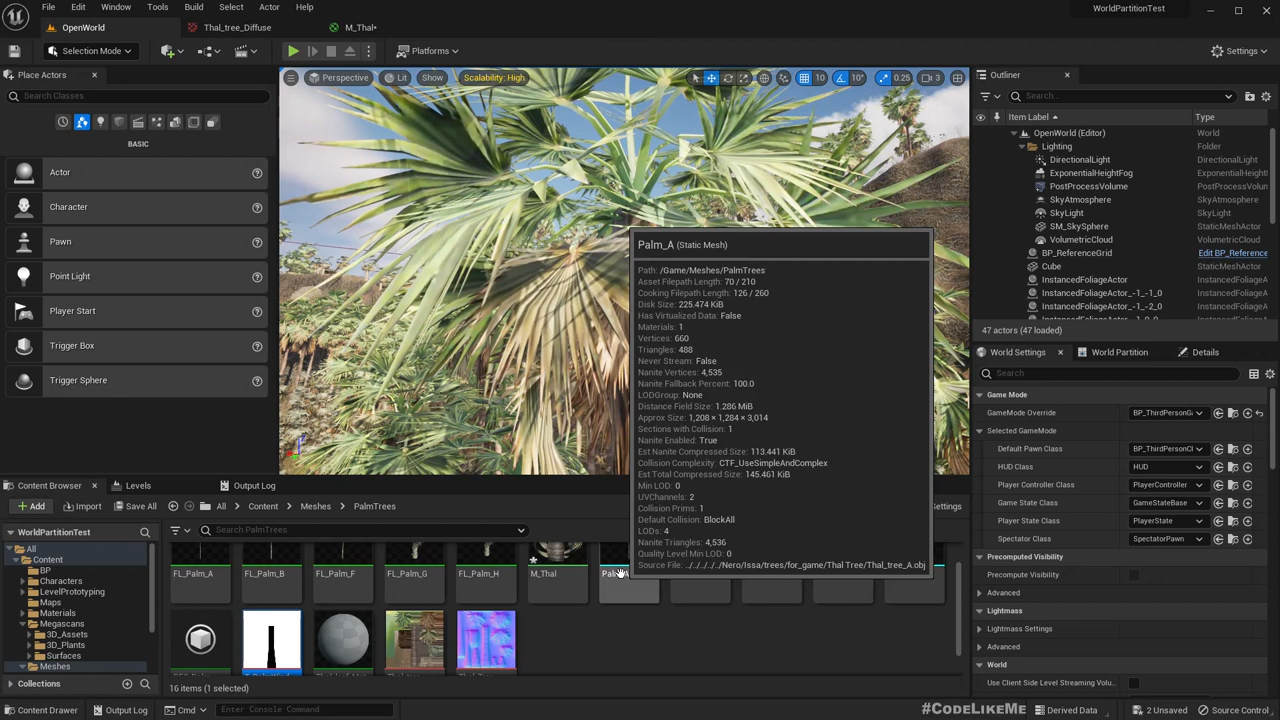 File Edit Window Tools Build Select Actor Help
WorldPartitionTest
OpenWorld Thal_tree_Diffuse M_Thal*
Selection Mode Platforms Settings
Place Actors
Search Classes
BASIC
Actor
Character
Pawn
Point Light
Player Start
Trigger Box
Trigger Sphere
Perspective Lit Show Scalability: High 10 10° 0.25 3
Palm_A (Static Mesh)
Path: /Game/Meshes/PalmTrees
Asset Filepath Length: 70 / 210
Cooking Filepath Length: 126 / 260
Disk Size: 225.474 KiB
Has Virtualized Data: False
Materials: 1
Vertices: 660
Triangles: 488
Never Stream: False
Nanite Vertices: 4,535
Nanite Fallback Percent: 100.0
LODGroup: None
Distance Field Size: 1.286 MiB
Approx Size: 1,208 × 1,284 × 3,014
Sections with Collision: 1
Nanite Enabled: True
Est Nanite Compressed Size: 113.441 KiB
Collision Complexity: CTF_UseSimpleAndComplex
Est Total Compressed Size: 145.461 KiB
Min LOD: 0
UVChannels: 2
Collision Prims: 1
Default Collision: BlockAll
LODs: 4
Nanite Triangles: 4,536
Quality Level Min LOD: 0
Source File: ../../../../../Nero/Issa/trees/for_game/Thal Tree/Thal_tree_A.obj
Outliner
Search...
Item Label Type
OpenWorld (Editor) World
Lighting Folder
DirectionalLight DirectionalLight
ExponentialHeightFog ExponentialHeight
PostProcessVolume PostProcessVolum
SkyAtmosphere SkyAtmosphere
SkyLight SkyLight
SM_SkySphere StaticMeshActor
VolumetricCloud VolumetricCloud
BP_ReferenceGrid Edit BP_Reference
Cube StaticMeshActor
InstancedFoliageActor InstancedFoliageA
InstancedFoliageActor_-1_-1_0 InstancedFoliageA
InstancedFoliageActor_-1_-2_0 InstancedFoliageA
47 actors (47 loaded)
World Settings World Partition Details
Search
Game Mode
GameMode Override BP_ThirdPersonGa
Selected GameMode
Default Pawn Class BP_ThirdPersonCl
HUD Class HUD
Player Controller Class PlayerController
Game State Class GameStateBase
Player State Class PlayerState
Spectator Class SpectatorPawn
Precomputed Visibility
Precompute Visibility
Advanced
Lightmass
Lightmass Settings
Advanced
World
Use Client Side Level Streaming Volu...
Content Browser Levels Output Log
Add Import Save All All Content Meshes PalmTrees Settings
WorldPartitionTest
Search PalmTrees
All
Content
BP
Characters
LevelPrototyping
Maps
Materials
Megascans
3D_Assets
3D_Plants
Surfaces
Meshes
Collections
FL_Palm_A FL_Palm_B FL_Palm_F FL_Palm_G FL_Palm_H M_Thal
16 items (1 selected)
Content Drawer Output Log Cmd Enter Console Command
#CodeLikeMe
Derived Data 2 Unsaved Source Control